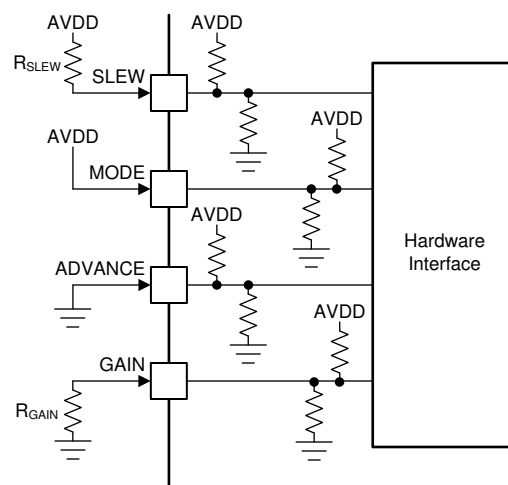 AVDD
AVDD
RSLEW
SLEW
AVDD
AVDD
MODE
AVDD
Hardware
Interface
ADVANCE
AVDD
GAIN
RGAIN